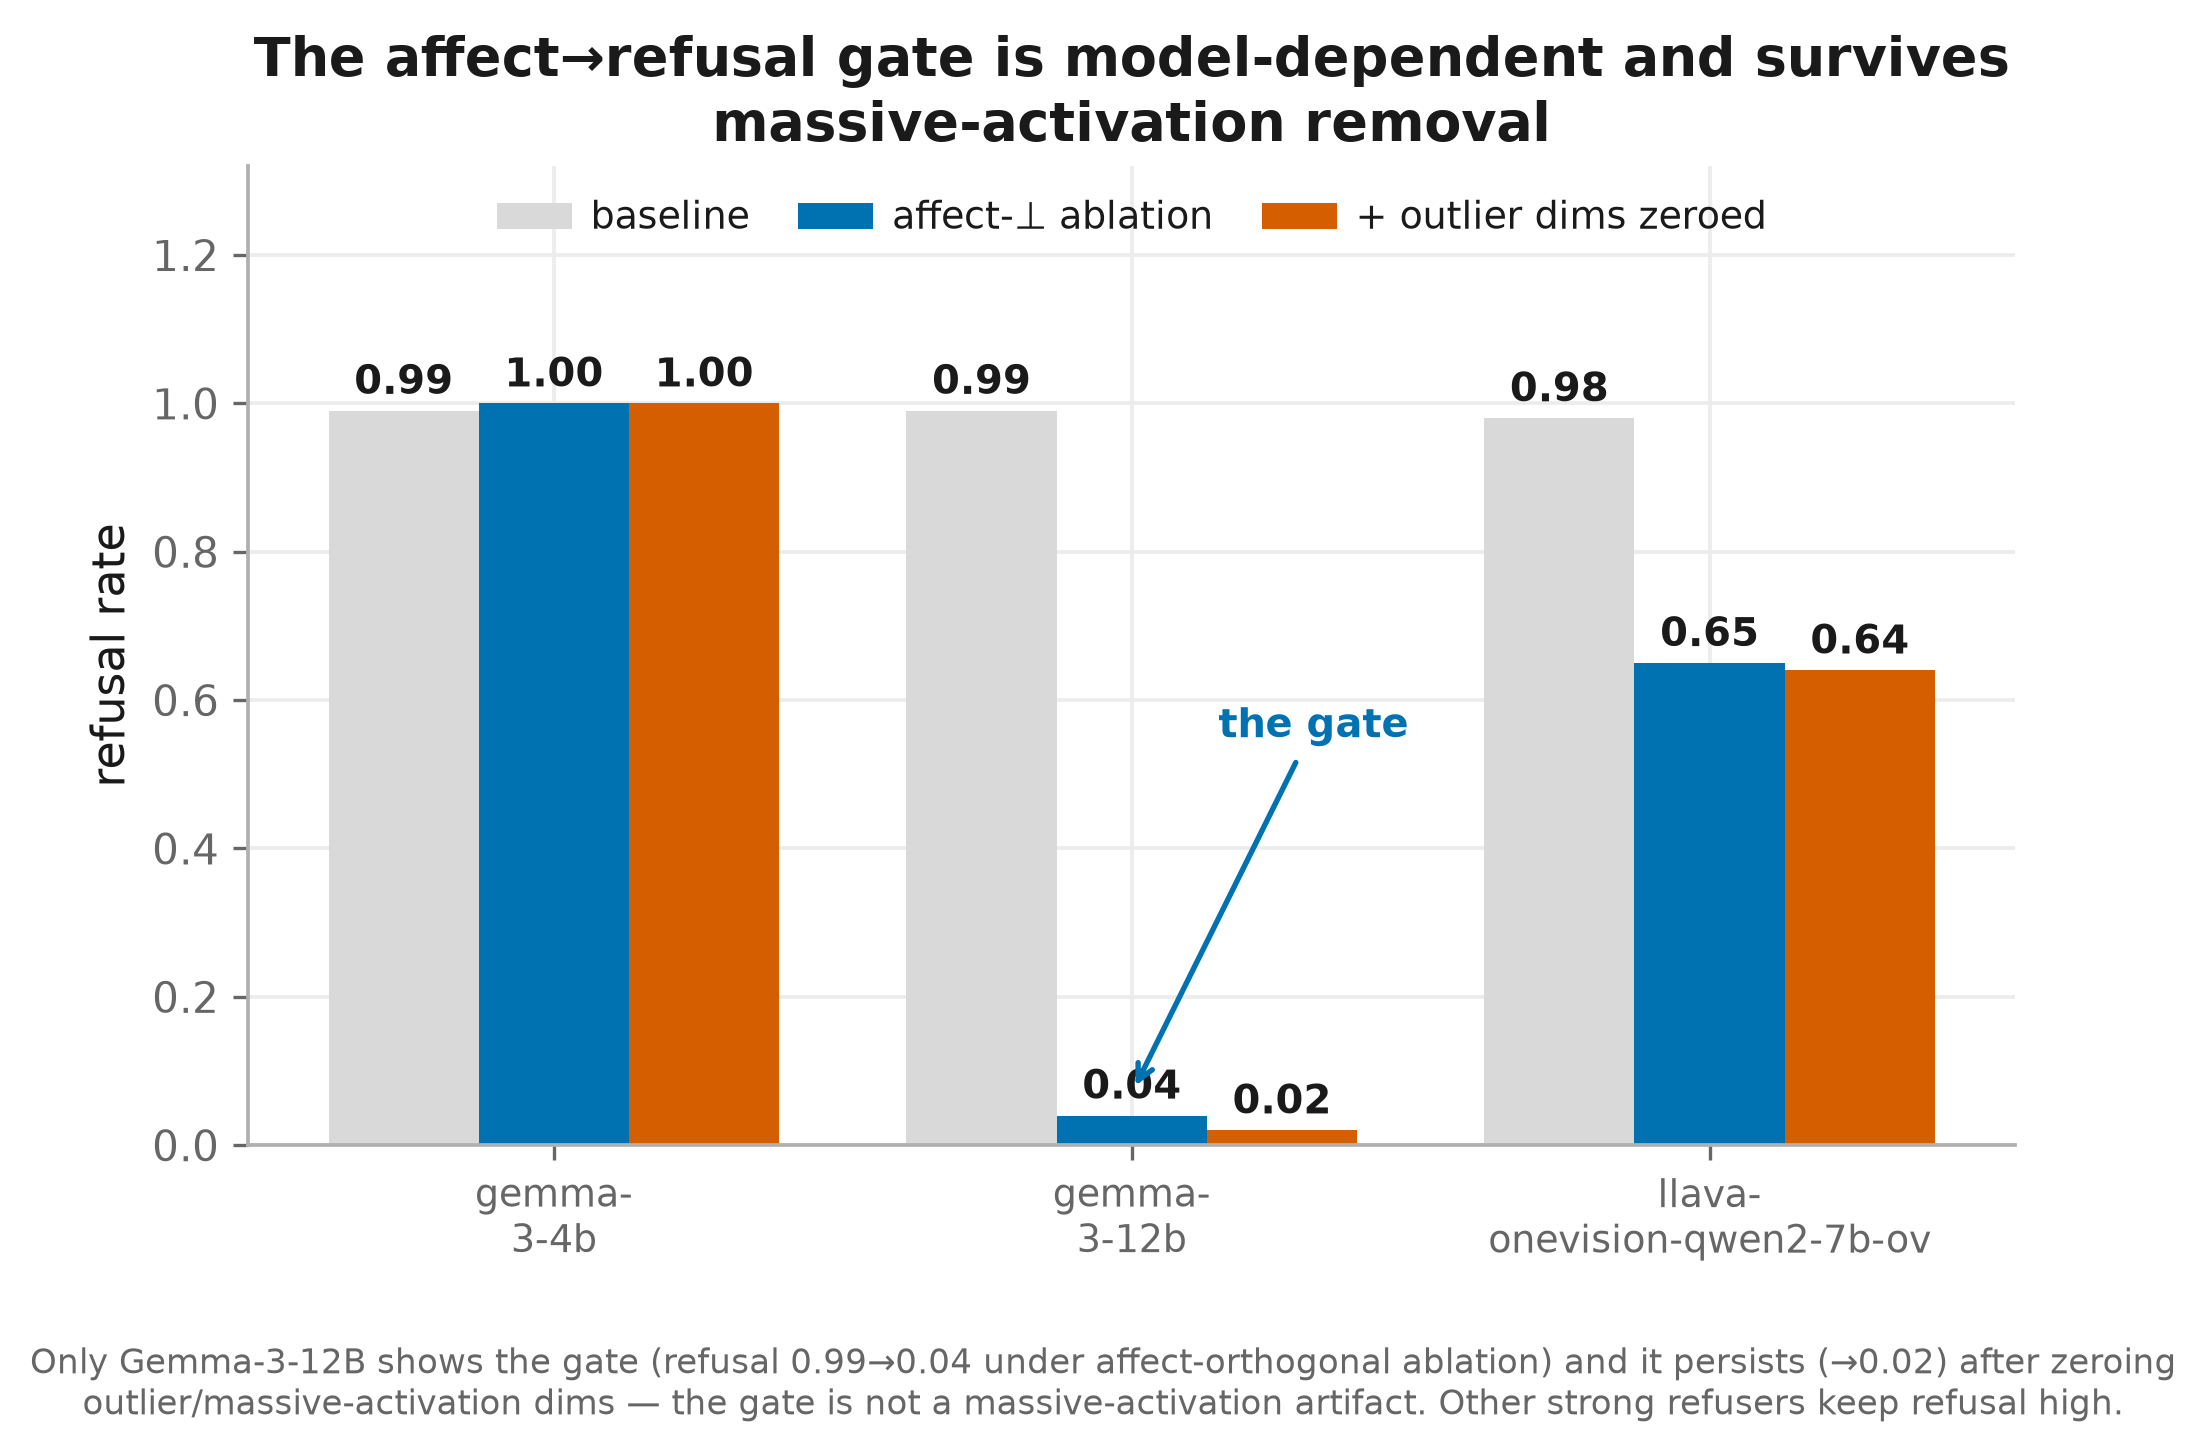 The affect→refusal gate is model-dependent and survives
massive-activation removal
baseline
affect-⊥ ablation
+ outlier dims zeroed
refusal rate
1.2
1.0
0.8
0.6
0.4
0.2
0.0
0.99
1.00
1.00
0.99
0.04
0.02
0.98
0.65
0.64
the gate
gemma-
3-4b
gemma-
3-12b
llava-
onevision-qwen2-7b-ov
Only Gemma-3-12B shows the gate (refusal 0.99→0.04 under affect-orthogonal ablation) and it persists (→0.02) after zeroing
outlier/massive-activation dims — the gate is not a massive-activation artifact. Other strong refusers keep refusal high.